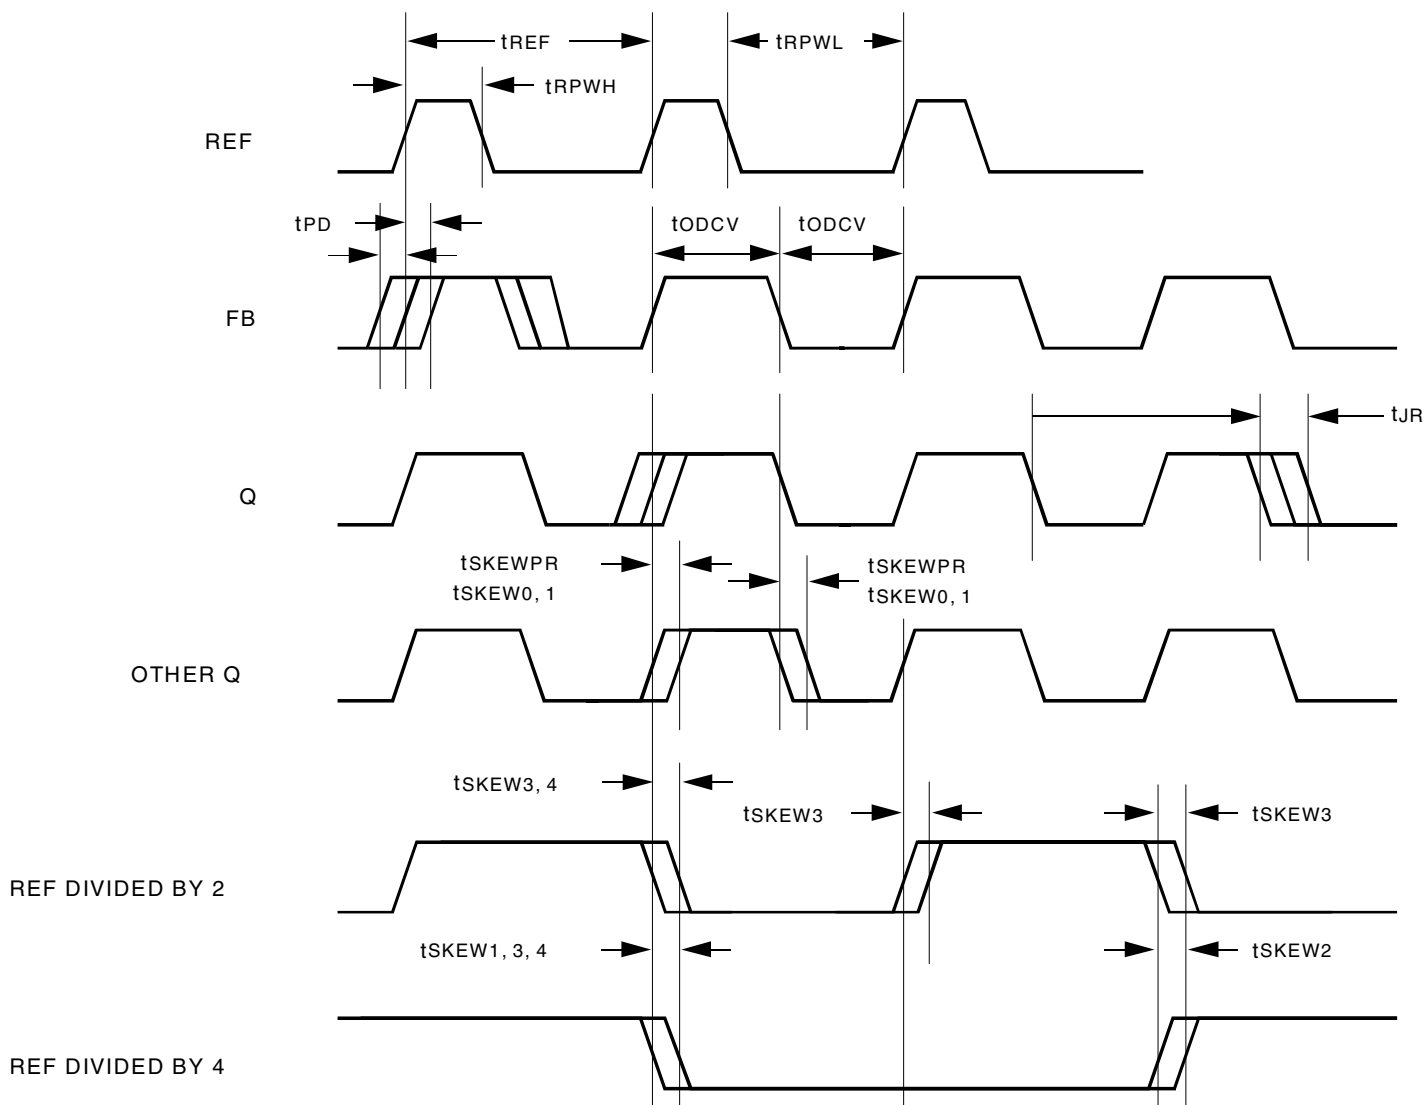 tREF
tRPWL
tRPWH
REF
tPD
tODCV
tODCV
FB
tJR
Q
tSKEWPR
tSKEW0, 1
tSKEWPR
tSKEW0, 1
OTHER Q
tSKEW3, 4
tSKEW3
tSKEW3
REF DIVIDED BY 2
tSKEW1, 3, 4
tSKEW2
REF DIVIDED BY 4